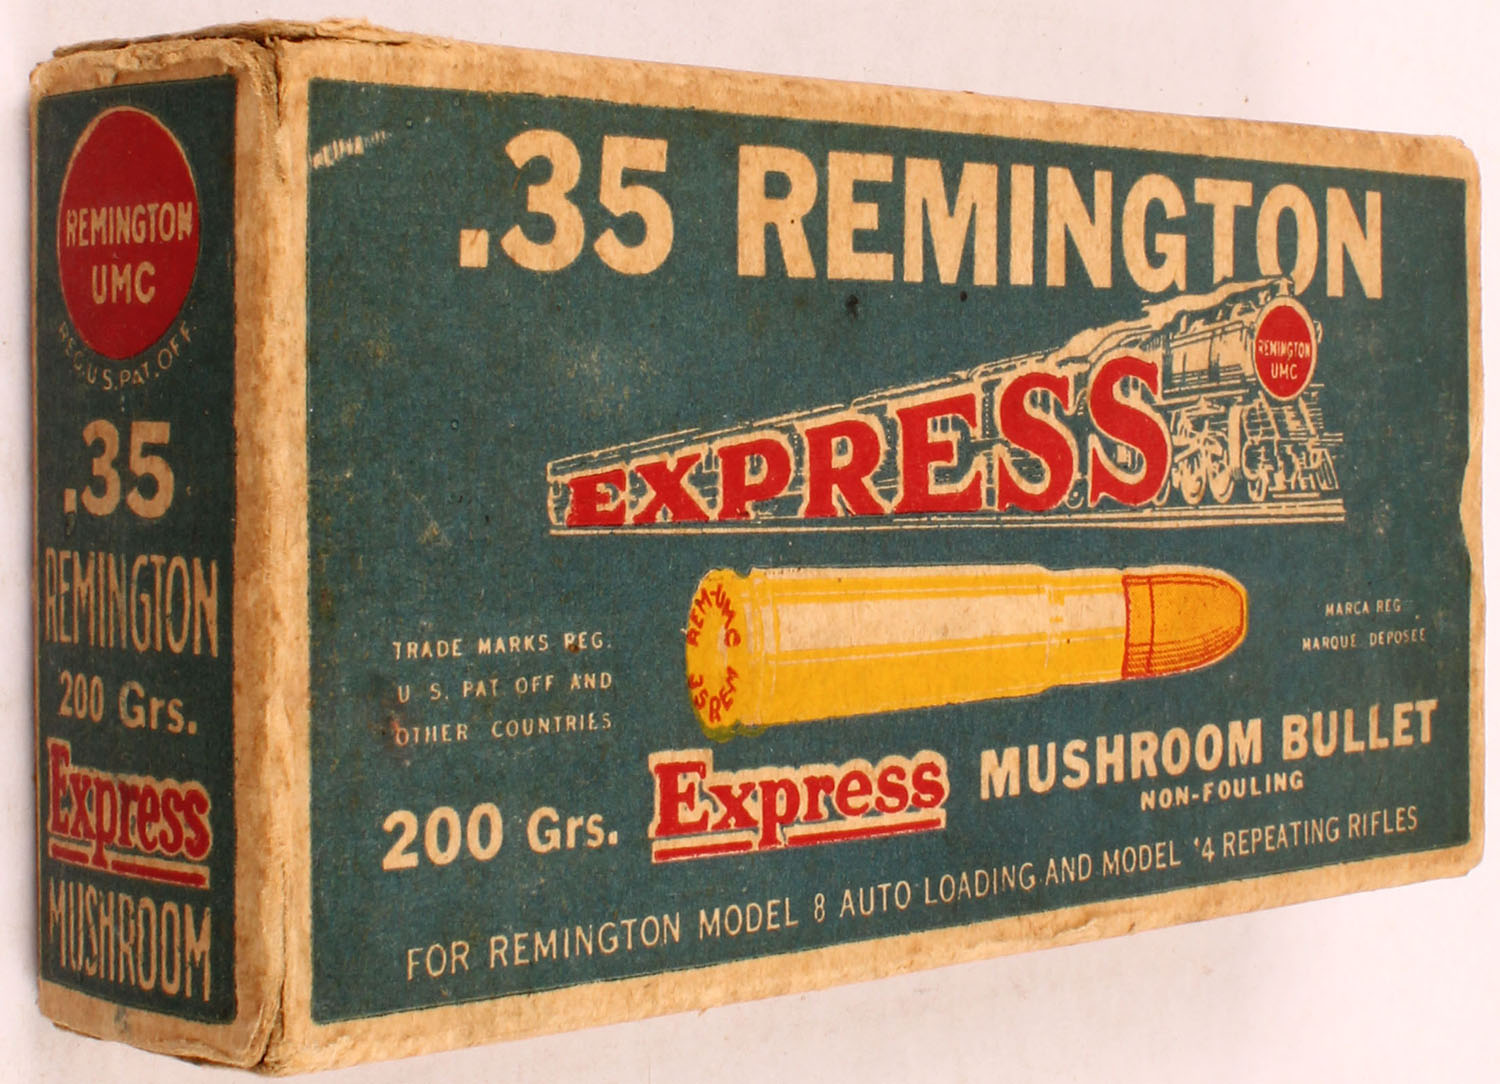 REMINGTON
UMC
REG. U S. PAT. OFF.
.35
REMINGTON
200 Grs.
Express
MUSHROOM
.35 REMINGTON
REMINGTON
UMC
EXPRESS
REM-UMC
35 REM
TRADE MARKS REG.
U S. PAT OFF AND
OTHER COUNTRIES
MARCA REG
MARQUE DEPOSEE
200 Grs. Express MUSHROOM BULLET
NON-FOULING
FOR REMINGTON MODEL 8 AUTO LOADING AND MODEL '4 REPEATING RIFLES